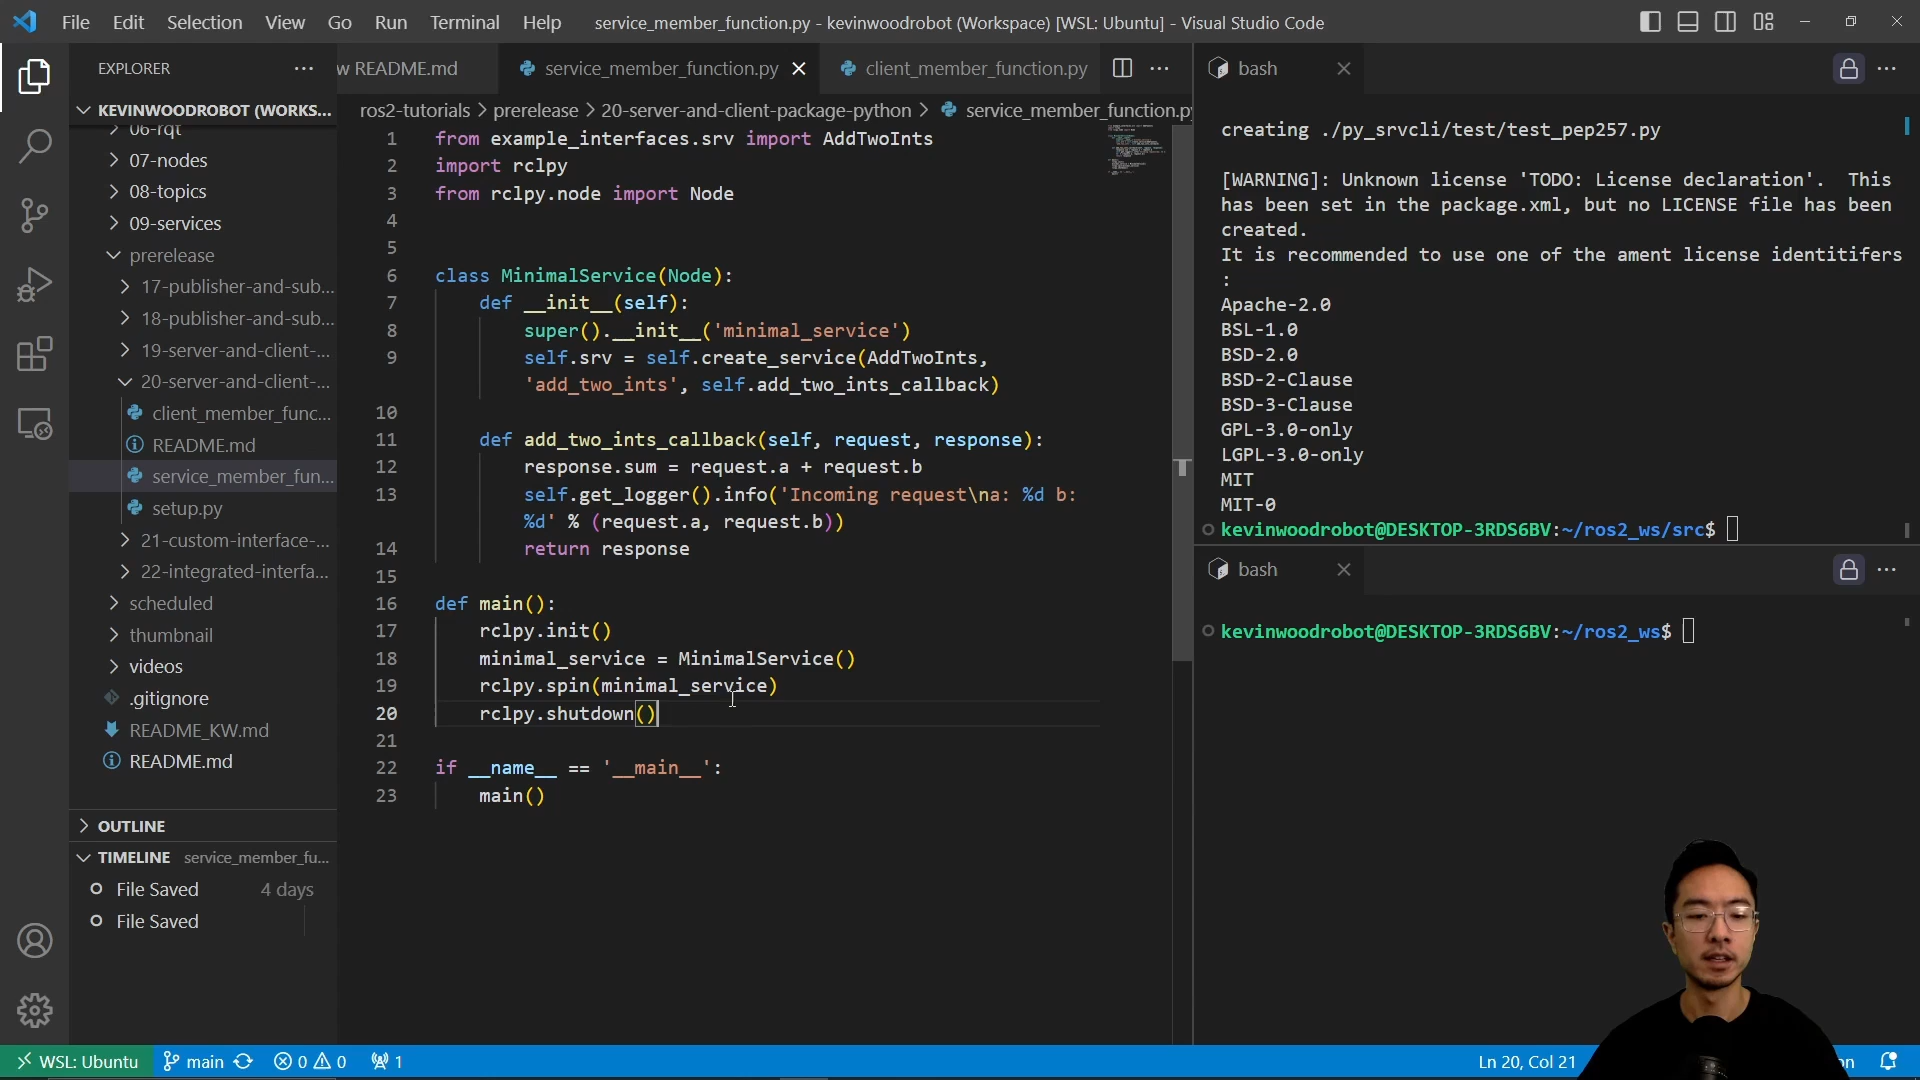 File Edit Selection View Go Run Terminal Help
service_member_function.py - kevinwoodrobot (Workspace) [WSL: Ubuntu] - Visual Studio Code
EXPLORER
KEVINWOODROBOT (WORKS...
06-rqt
07-nodes
08-topics
09-services
prerelease
17-publisher-and-sub...
18-publisher-and-sub...
19-server-and-client-...
20-server-and-client-...
client_member_func...
README.md
service_member_fun...
setup.py
21-custom-interface-...
22-integrated-interfa...
scheduled
thumbnail
videos
.gitignore
README_KW.md
README.md
OUTLINE
TIMELINE service_member_fu...
File Saved 4 days
File Saved
w README.md
service_member_function.py
client_member_function.py
ros2-tutorials > prerelease > 20-server-and-client-package-python > service_member_function.py
1 from example_interfaces.srv import AddTwoInts
2 import rclpy
3 from rclpy.node import Node
4
5
6 class MinimalService(Node):
7 def __init__(self):
8 super().__init__('minimal_service')
9 self.srv = self.create_service(AddTwoInts,
'add_two_ints', self.add_two_ints_callback)
10
11 def add_two_ints_callback(self, request, response):
12 response.sum = request.a + request.b
13 self.get_logger().info('Incoming request\na: %d b:
%d' % (request.a, request.b))
14 return response
15
16 def main():
17 rclpy.init()
18 minimal_service = MinimalService()
19 rclpy.spin(minimal_service)
20 rclpy.shutdown()
21
22 if __name__ == '__main__':
23 main()
bash
creating ./py_srvcli/test/test_pep257.py
[WARNING]: Unknown license 'TODO: License declaration'. This
has been set in the package.xml, but no LICENSE file has been
created.
It is recommended to use one of the ament license identitifers
:
Apache-2.0
BSL-1.0
BSD-2.0
BSD-2-Clause
BSD-3-Clause
GPL-3.0-only
LGPL-3.0-only
MIT
MIT-0
kevinwoodrobot@DESKTOP-3RDS6BV:~/ros2_ws/src$
bash
kevinwoodrobot@DESKTOP-3RDS6BV:~/ros2_ws$
WSL: Ubuntu main 0 0 1
Ln 20, Col 21